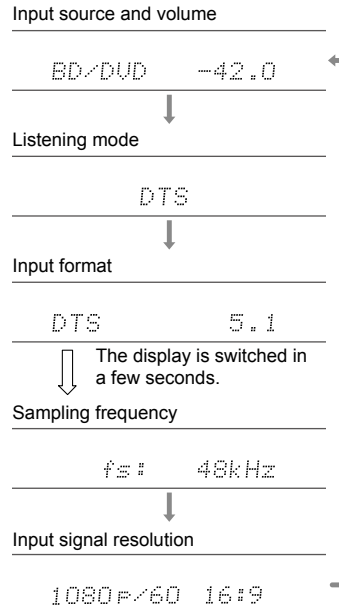 Input source and volume
BD/DVD -42.0
Listening mode
DTS
Input format
DTS 5.1
The display is switched in
a few seconds.
Sampling frequency
fs: 48kHz
Input signal resolution
1080p/60 16:9